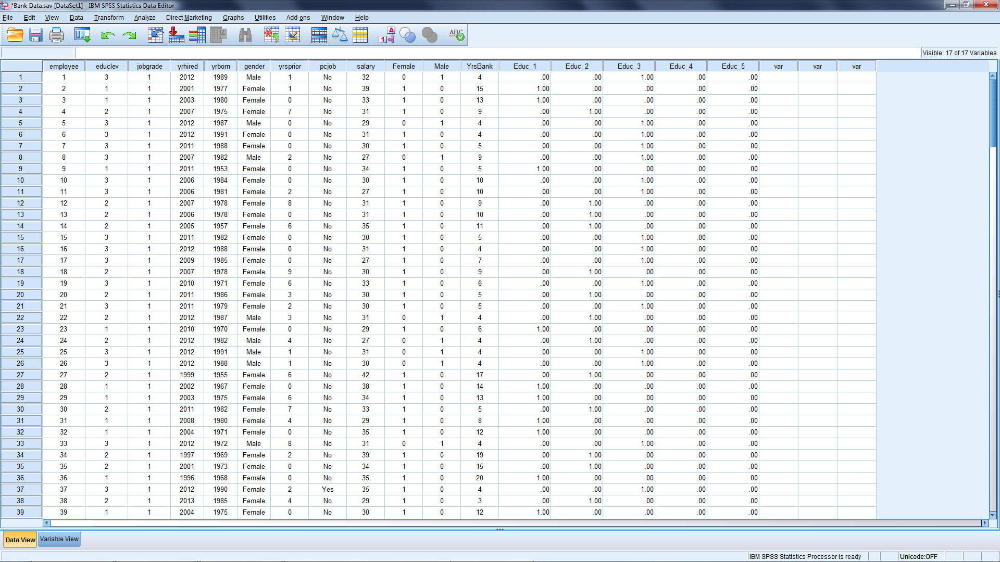 *Bank Data.sav [DataSet1] - IBM SPSS Statistics Data Editor
File Edit View Data Transform Analyze Direct Marketing Graphs Utilities Add-ons Window Help
Visible: 17 of 17 Variables
employee educlev jobgrade yrhired yrborn gender yrsprior pcjob salary Female Male YrsBank Educ_1 Educ_2 Educ_3 Educ_4 Educ_5 var var var
1 1 3 1 2012 1989 Male 1 No 32 0 1 4 .00 .00 1.00 .00 .00
2 2 1 1 2001 1977 Female 1 No 39 1 0 15 1.00 .00 .00 .00 .00
3 3 1 1 2003 1980 Female 0 No 33 1 0 13 1.00 .00 .00 .00 .00
4 4 2 1 2007 1975 Female 7 No 31 1 0 9 .00 1.00 .00 .00 .00
5 5 3 1 2012 1987 Male 0 No 29 0 1 4 .00 .00 1.00 .00 .00
6 6 3 1 2012 1991 Female 0 No 31 1 0 4 .00 .00 1.00 .00 .00
7 7 3 1 2011 1988 Female 0 No 30 1 0 5 .00 .00 1.00 .00 .00
8 8 3 1 2007 1982 Male 2 No 27 0 1 9 .00 .00 1.00 .00 .00
9 9 1 1 2011 1953 Female 0 No 34 1 0 5 1.00 .00 .00 .00 .00
10 10 3 1 2006 1984 Female 0 No 30 1 0 10 .00 .00 1.00 .00 .00
11 11 3 1 2006 1981 Female 2 No 27 1 0 10 .00 .00 1.00 .00 .00
12 12 2 1 2007 1978 Female 8 No 31 1 0 9 .00 1.00 .00 .00 .00
13 13 2 1 2006 1978 Female 0 No 31 1 0 10 .00 1.00 .00 .00 .00
14 14 2 1 2005 1957 Female 6 No 35 1 0 11 .00 1.00 .00 .00 .00
15 15 3 1 2011 1982 Female 0 No 30 1 0 5 .00 .00 1.00 .00 .00
16 16 3 1 2012 1988 Female 0 No 31 1 0 4 .00 .00 1.00 .00 .00
17 17 3 1 2009 1985 Female 0 No 27 1 0 7 .00 .00 1.00 .00 .00
18 18 2 1 2007 1978 Female 9 No 30 1 0 9 .00 1.00 .00 .00 .00
19 19 3 1 2010 1971 Female 6 No 33 1 0 6 .00 .00 1.00 .00 .00
20 20 2 1 2011 1986 Female 3 No 30 1 0 5 .00 1.00 .00 .00 .00
21 21 3 1 2011 1979 Female 2 No 30 1 0 5 .00 .00 1.00 .00 .00
22 22 2 1 2012 1987 Male 3 No 31 0 1 4 .00 1.00 .00 .00 .00
23 23 1 1 2010 1970 Female 0 No 29 1 0 6 1.00 .00 .00 .00 .00
24 24 2 1 2012 1982 Male 4 No 27 0 1 4 .00 1.00 .00 .00 .00
25 25 3 1 2012 1991 Male 1 No 31 0 1 4 .00 .00 1.00 .00 .00
26 26 3 1 2012 1988 Male 1 No 30 0 1 4 .00 .00 1.00 .00 .00
27 27 2 1 1999 1955 Female 6 No 42 1 0 17 .00 1.00 .00 .00 .00
28 28 1 1 2002 1967 Female 0 No 38 1 0 14 1.00 .00 .00 .00 .00
29 29 1 1 2003 1975 Female 6 No 34 1 0 13 1.00 .00 .00 .00 .00
30 30 2 1 2011 1982 Female 7 No 33 1 0 5 .00 1.00 .00 .00 .00
31 31 1 1 2008 1980 Female 4 No 29 1 0 8 1.00 .00 .00 .00 .00
32 32 1 1 2004 1971 Female 0 No 35 1 0 12 1.00 .00 .00 .00 .00
33 33 3 1 2012 1972 Male 8 No 31 0 1 4 .00 .00 1.00 .00 .00
34 34 2 1 1997 1969 Female 2 No 39 1 0 19 .00 1.00 .00 .00 .00
35 35 2 1 2001 1973 Female 0 No 34 1 0 15 .00 1.00 .00 .00 .00
36 36 1 1 1996 1968 Female 0 No 35 1 0 20 1.00 .00 .00 .00 .00
37 37 3 1 2012 1990 Female 2 Yes 35 1 0 4 .00 .00 1.00 .00 .00
38 38 2 1 2013 1985 Female 4 No 29 1 0 3 .00 1.00 .00 .00 .00
39 39 1 1 2004 1975 Female 0 No 30 1 0 12 1.00 .00 .00 .00 .00
Data View Variable View
IBM SPSS Statistics Processor is ready Unicode:OFF